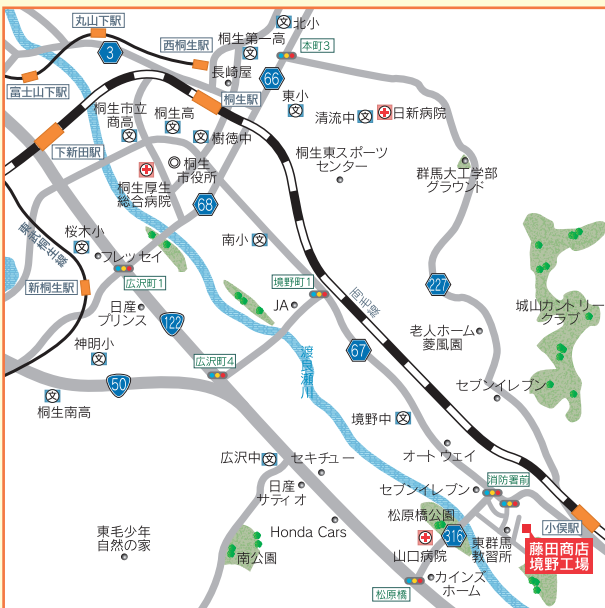 丸山下駅
北小
西桐生駅
桐生第一高
本町3
3
長崎屋
66
富士山下駅
桐生駅
東小
桐生市立
商高
桐生高
清流中
日新病院
樹徳中
下新田駅
桐生
市役所
桐生東スポーツ
センター
群馬大工学部
グラウンド
桐生厚生
総合病院
68
桜木小
南小
フレッセイ
東武桐生線
広沢町1
境野町1
新桐生駅
227
JA
両毛線
城山カントリー
クラブ
日産
プリンス
122
老人ホーム
菱風園
神明小
広沢町4
渡良瀬川
67
50
セブンイレブン
桐生南高
境野中
オートウェイ
広沢中
セキチュー
消防署前
セブンイレブン
日産
サティオ
松原橋公園
小俣駅
東毛少年
自然の家
Honda Cars
316
東群馬
教習所
藤田商店
境野工場
南公園
山口病院
松原橋
カインズ
ホーム